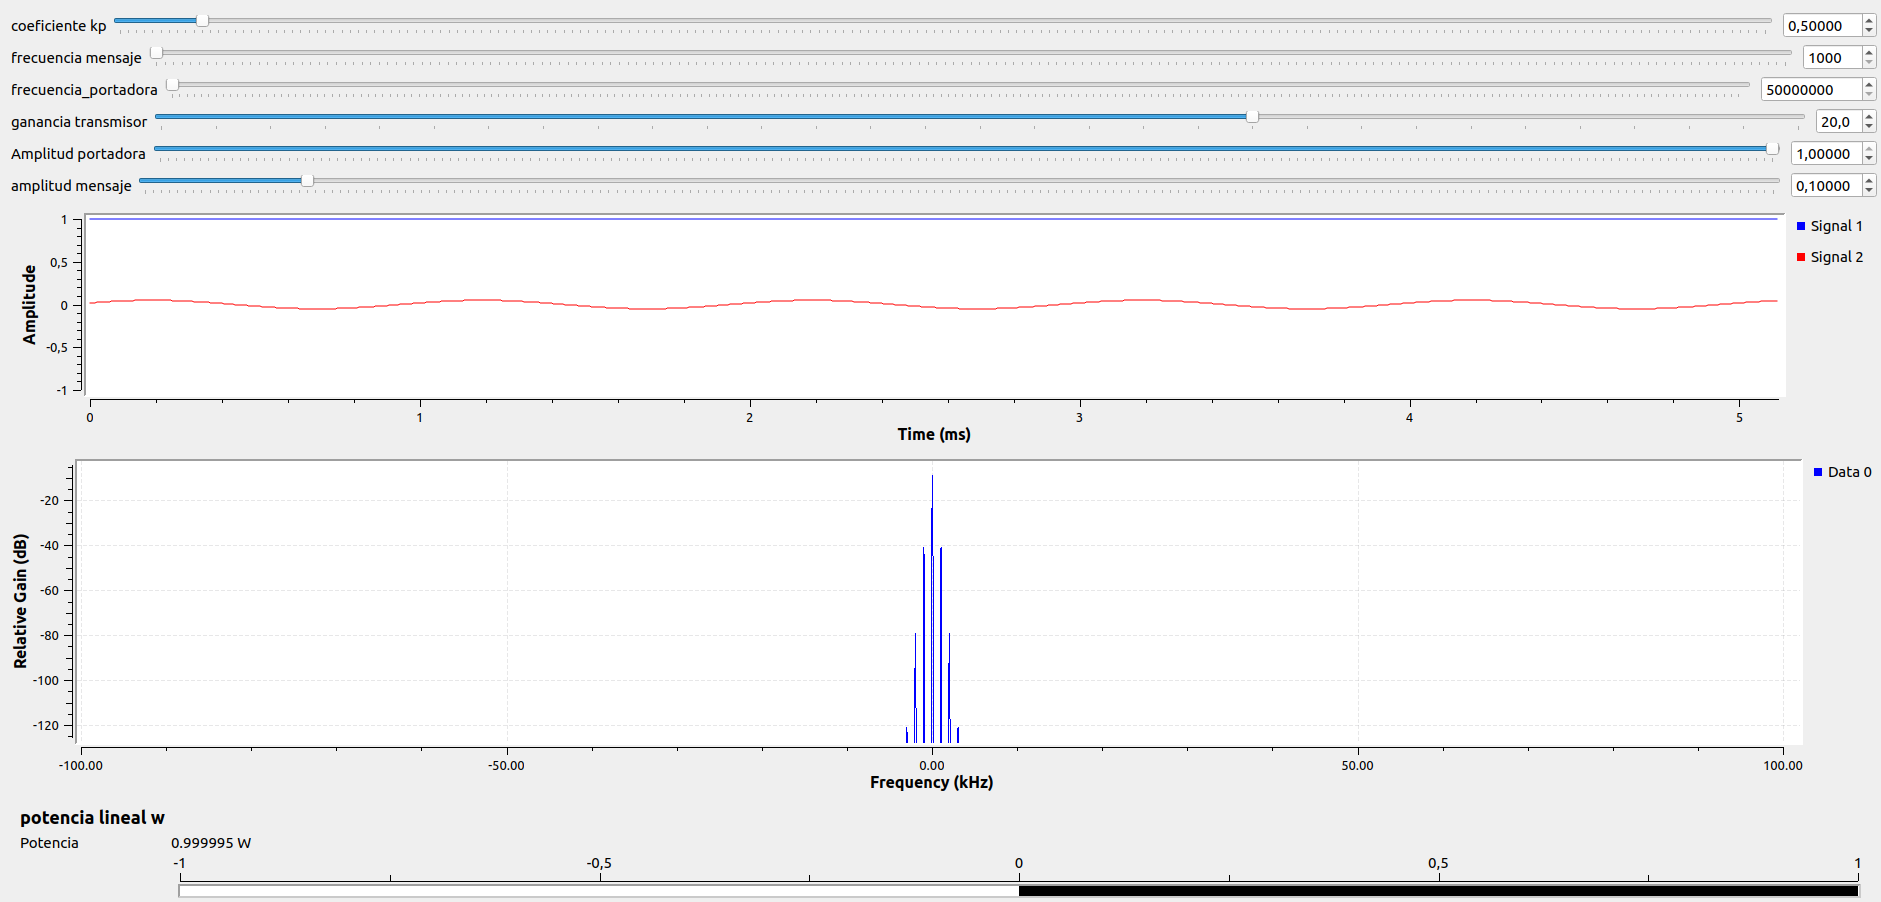 coeficiente kp 0,50000
frecuencia mensaje 1000
frecuencia_portadora 50000000
ganancia transmisor 20,0
Amplitud portadora 1,00000
amplitud mensaje 0,10000
Amplitude
1
0,5
0
-0,5
-1
0 1 2 3 4 5
Time (ms)
Signal 1
Signal 2
Relative Gain (dB)
-20
-40
-60
-80
-100
-120
-100.00 -50.00 0.00 50.00 100.00
Frequency (kHz)
Data 0
potencia lineal w
Potencia 0.999995 W
-1 -0,5 0 0,5 1